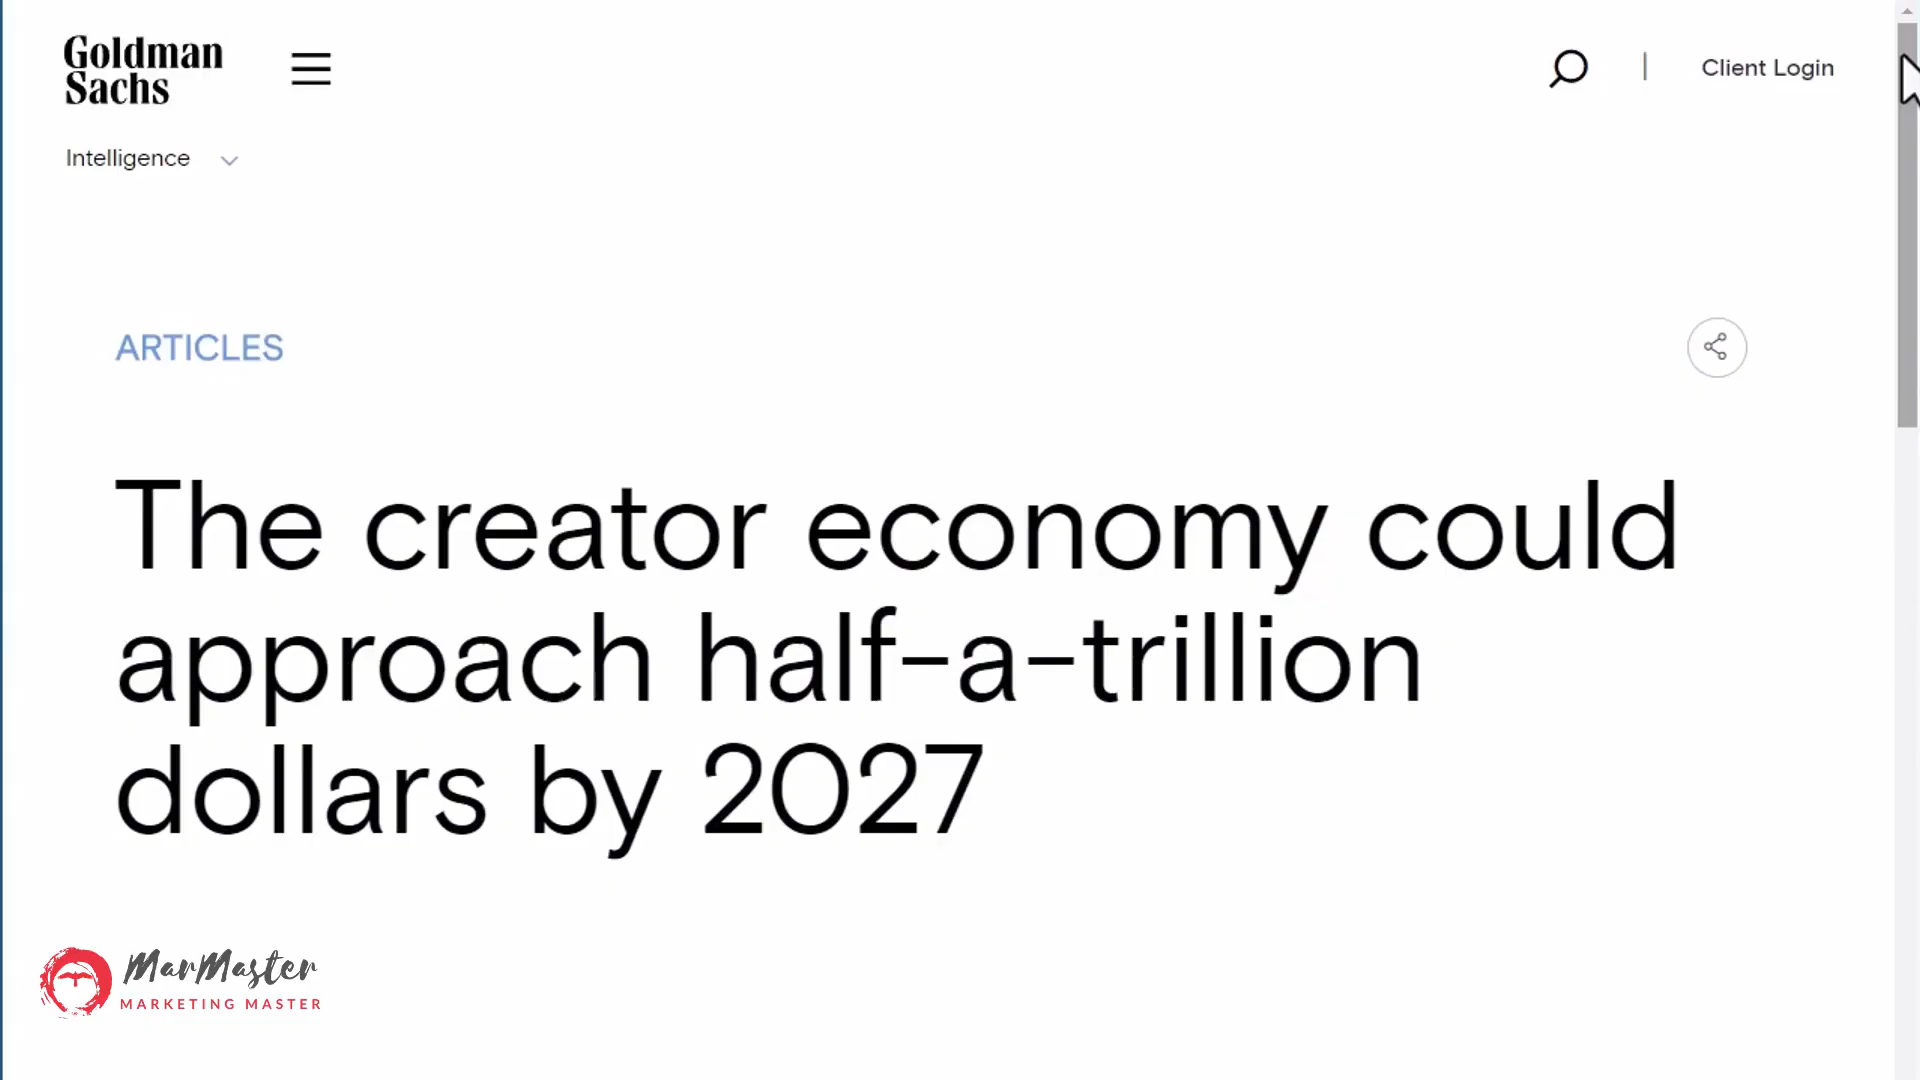 Goldman
Sachs
Client Login
Intelligence
ARTICLES
The creator economy could
approach half-a-trillion
dollars by 2027
MarMaster
MARKETING MASTER